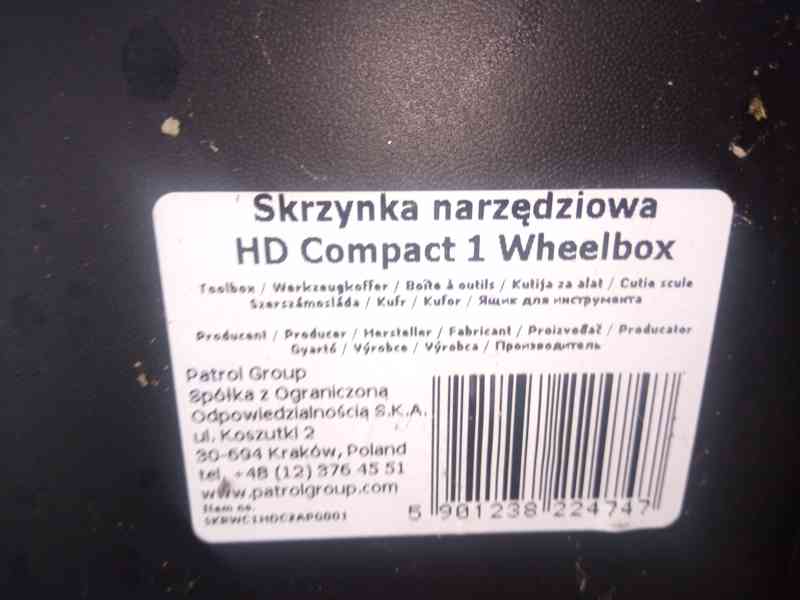 Skrzynka narzędziowa
HD Compact 1 Wheelbox
Toolbox / Werkzeugkoffer / Boîte à outils / Kutija za alat / Cutie scule
Szerszámosláda / Kufr / Kufor / Ящик для инструмента
Producent / Producer / Hersteller / Fabricant / Proizvođač / Producator
Gyartó / Výrobce / Výrobca / Производитель
Patrol Group
Spółka z Ograniczoną
Odpowiedzialnością S.K.A.
ul. Koszutki 2
30-694 Kraków, Poland
tel. +48 (12) 376 45 51
www.patrolgroup.com
Item no.
5 901238 224747